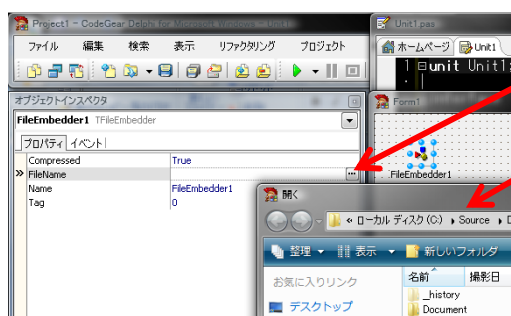 Project1 - CodeGear Delphi for Microsoft Windows - Unit1
ファイル 編集 検索 表示 リファクタリング プロジェクト
Unit1.pas
ホームページ Unit1
unit Unit1;
オブジェクトインスペクタ
FileEmbedder1 TFileEmbedder
プロパティ イベント
Compressed True
FileName
Name FileEmbedder1
Tag 0
Form1
FileEmbedder1
開く
« ローカル ディスク (C:) Source
整理 表示 新しいフォルダ
お気に入りリンク
デスクトップ
名前 撮影日
_history
Document